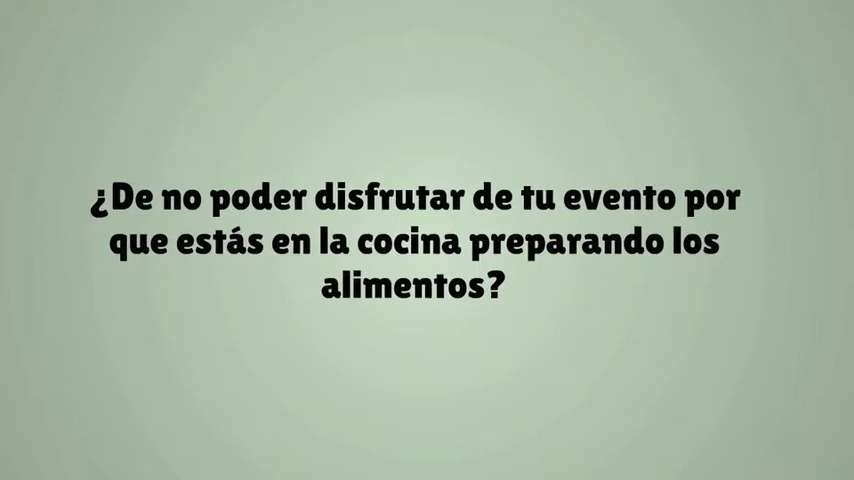 ¿De no poder disfrutar de tu evento por
que estás en la cocina preparando los
alimentos?